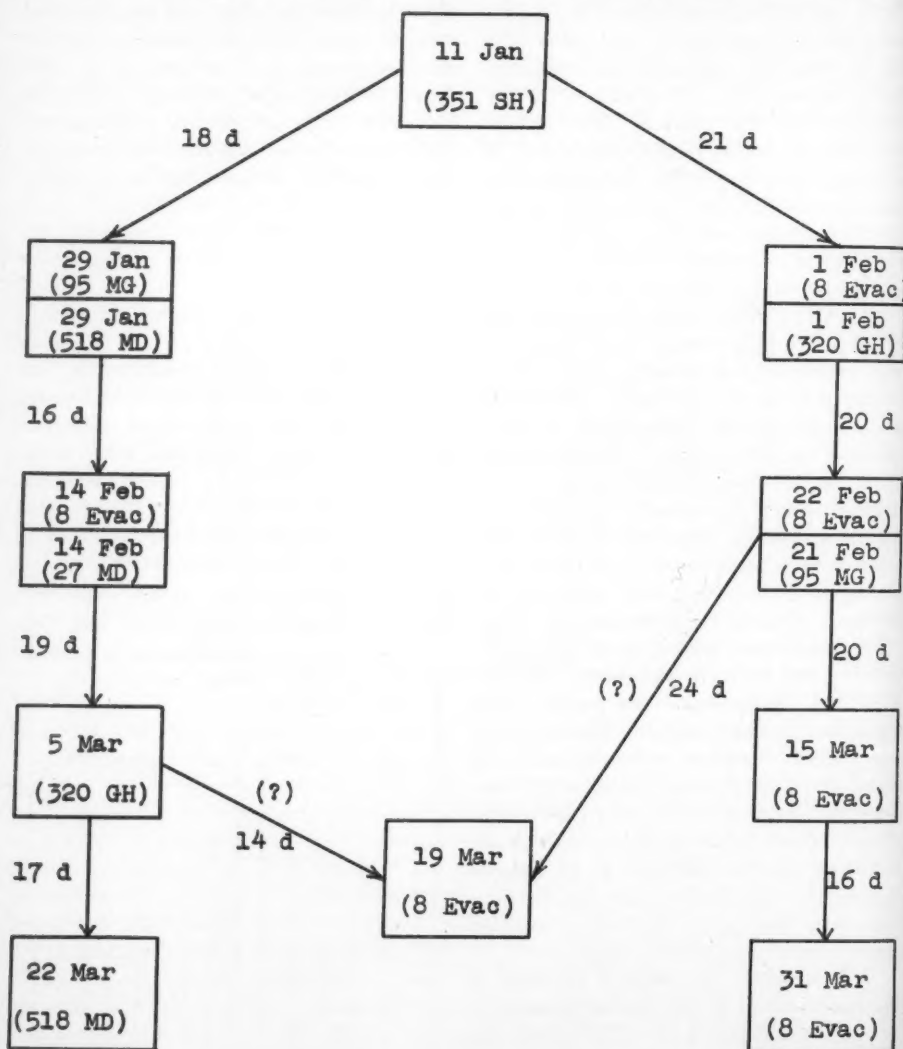 11 Jan
(351 SH)
18 d
21 d
29 Jan
(95 MG)
29 Jan
(518 MD)
1 Feb
(8 Evac)
1 Feb
(320 GH)
16 d
20 d
14 Feb
(8 Evac)
14 Feb
(27 MD)
22 Feb
(8 Evac)
21 Feb
(95 MG)
19 d
20 d
(?)
24 d
5 Mar
(320 GH)
15 Mar
(8 Evac)
(?)
14 d
17 d
19 Mar
(8 Evac)
16 d
22 Mar
(518 MD)
31 Mar
(8 Evac)